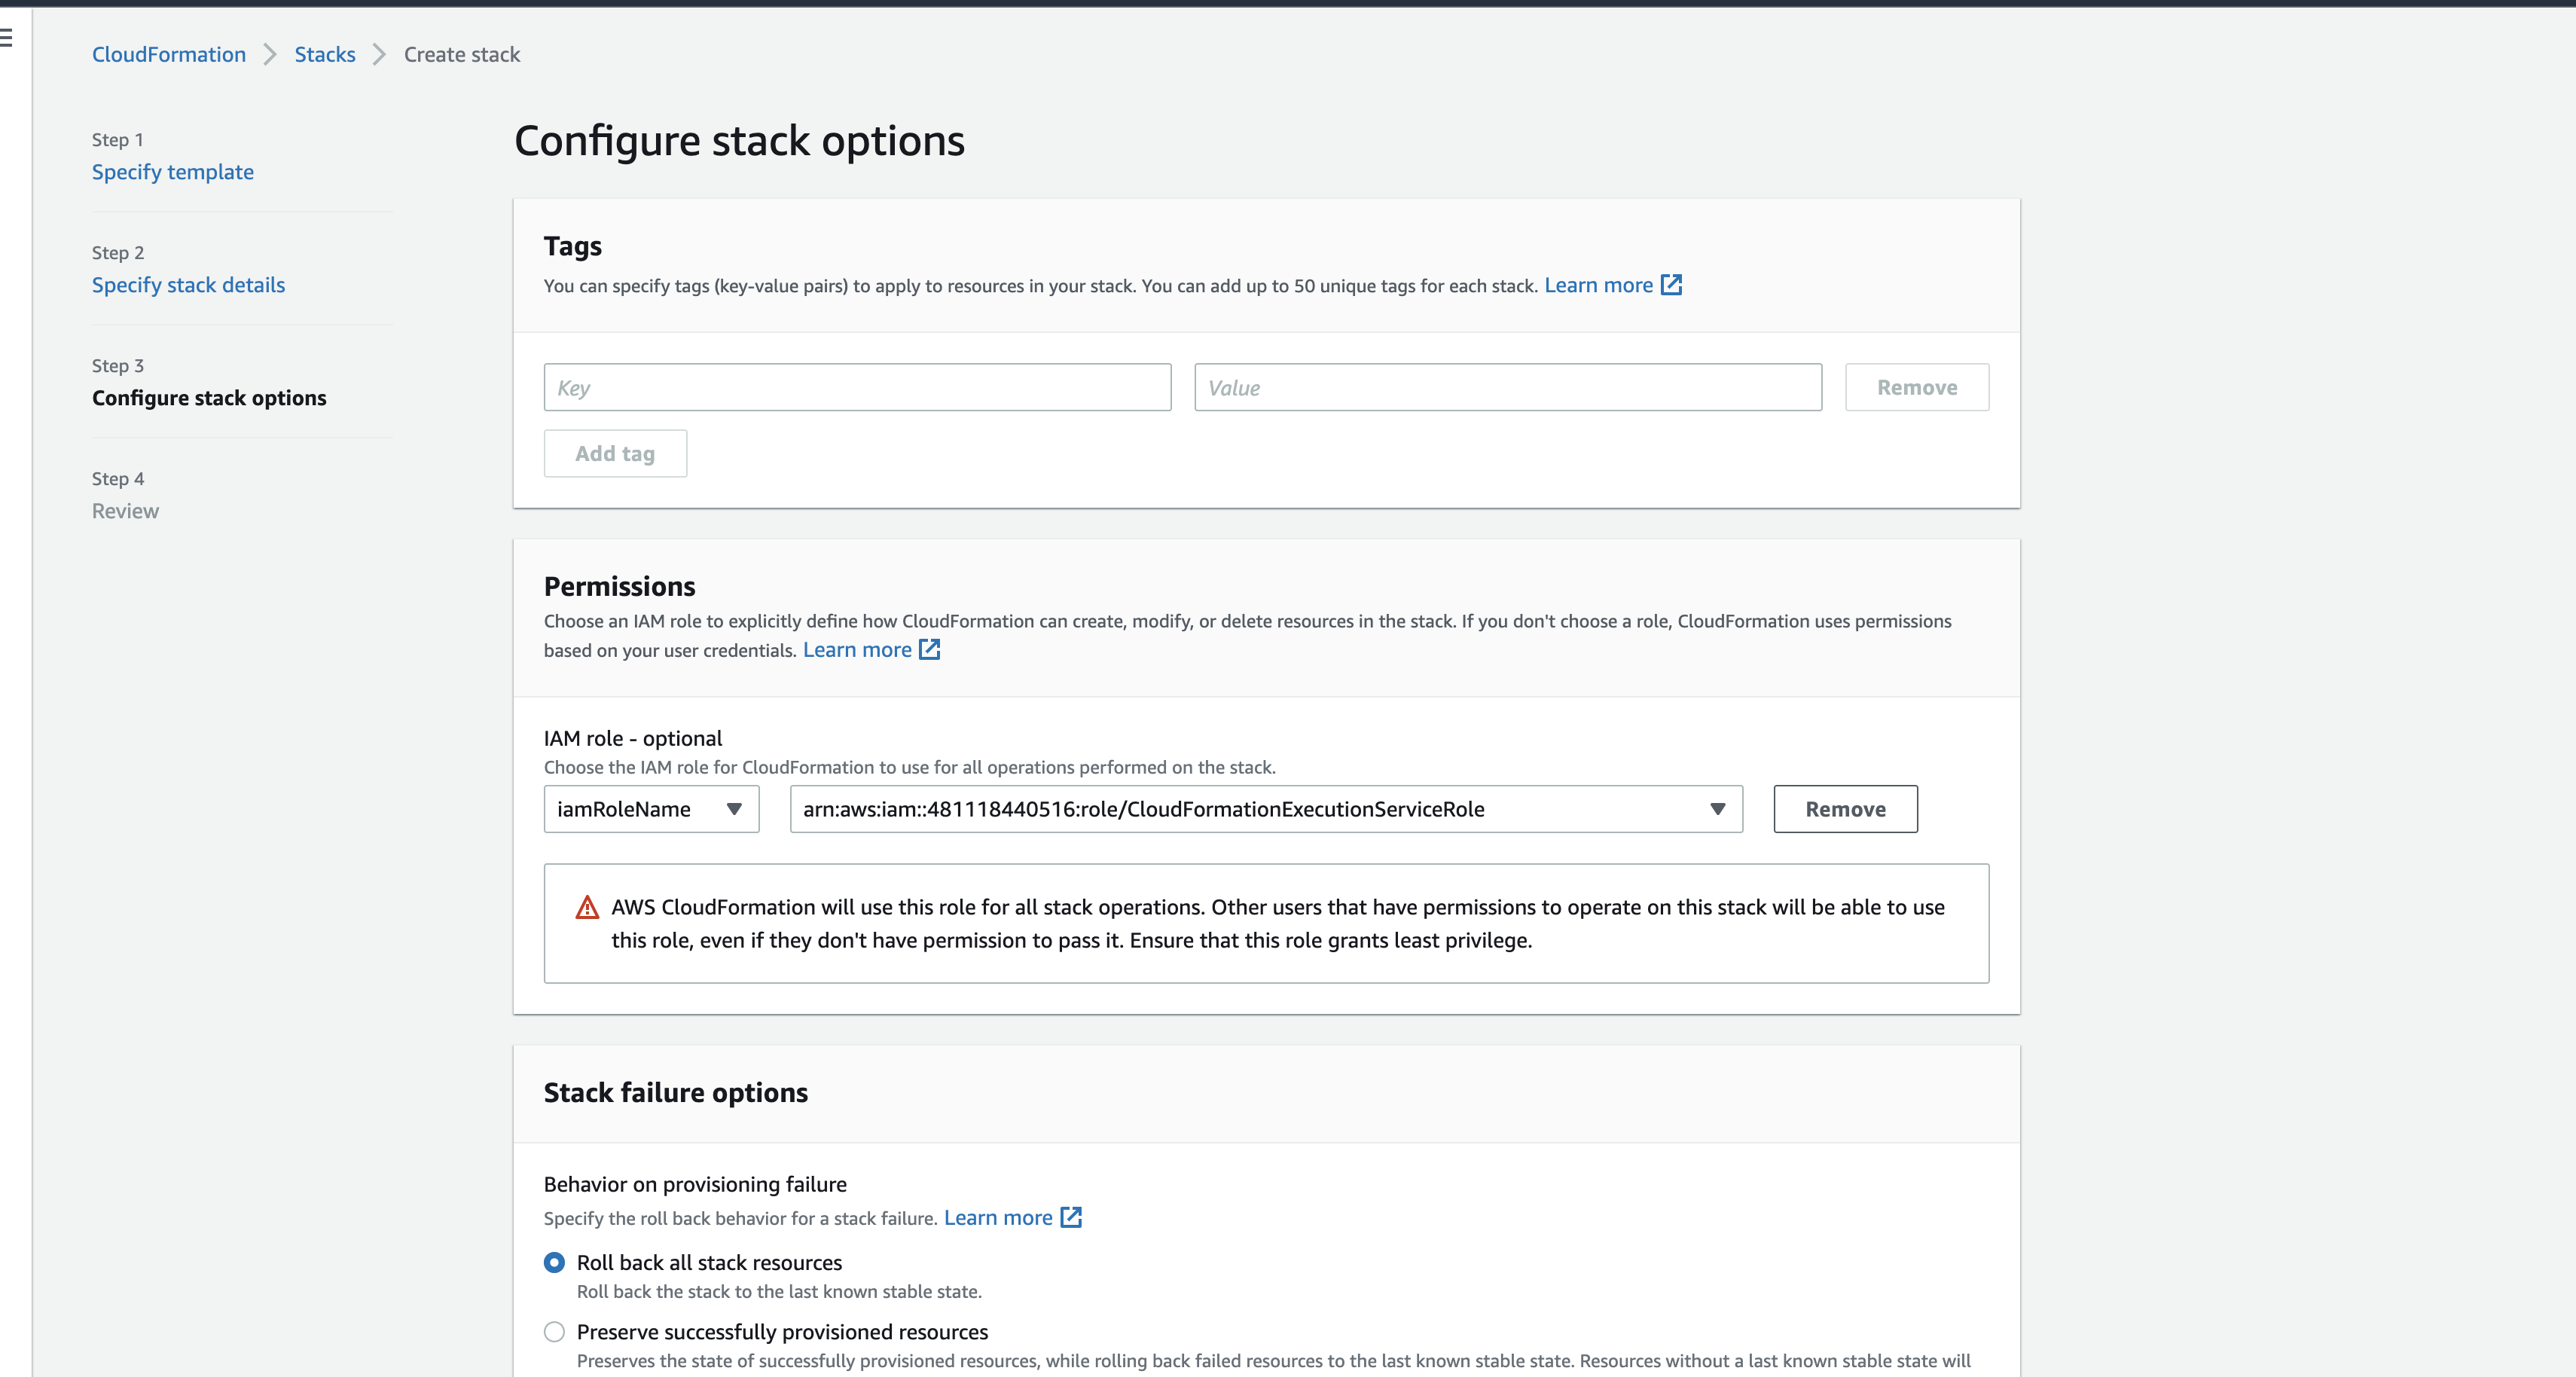 CloudFormation > Stacks > Create stack
Step 1
Specify template
Step 2
Specify stack details
Step 3
Configure stack options
Step 4
Review
Configure stack options
Tags
You can specify tags (key-value pairs) to apply to resources in your stack. You can add up to 50 unique tags for each stack. Learn more
Key
Value
Remove
Add tag
Permissions
Choose an IAM role to explicitly define how CloudFormation can create, modify, or delete resources in the stack. If you don't choose a role, CloudFormation uses permissions
based on your user credentials. Learn more
IAM role - optional
Choose the IAM role for CloudFormation to use for all operations performed on the stack.
iamRoleName
arn:aws:iam::481118440516:role/CloudFormationExecutionServiceRole
Remove
AWS CloudFormation will use this role for all stack operations. Other users that have permissions to operate on this stack will be able to use
this role, even if they don't have permission to pass it. Ensure that this role grants least privilege.
Stack failure options
Behavior on provisioning failure
Specify the roll back behavior for a stack failure. Learn more
Roll back all stack resources
Roll back the stack to the last known stable state.
Preserve successfully provisioned resources
Preserves the state of successfully provisioned resources, while rolling back failed resources to the last known stable state. Resources without a last known stable state will